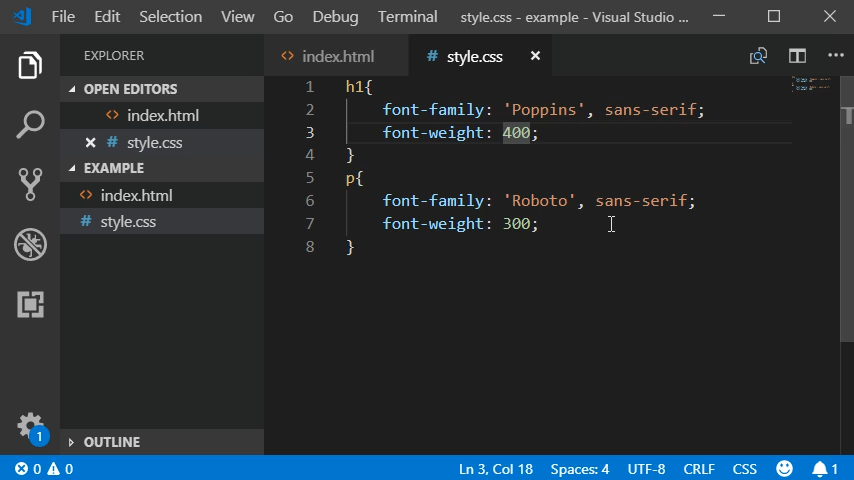 File Edit Selection View Go Debug Terminal style.css - example - Visual Studio ...
EXPLORER
OPEN EDITORS
<> index.html
# style.css
EXAMPLE
<> index.html
# style.css
OUTLINE
1
<> index.html # style.css
1 h1{
2 font-family: 'Poppins', sans-serif;
3 font-weight: 400;
4 }
5 p{
6 font-family: 'Roboto', sans-serif;
7 font-weight: 300;
8 }
0 0 Ln 3, Col 18 Spaces: 4 UTF-8 CRLF CSS 1